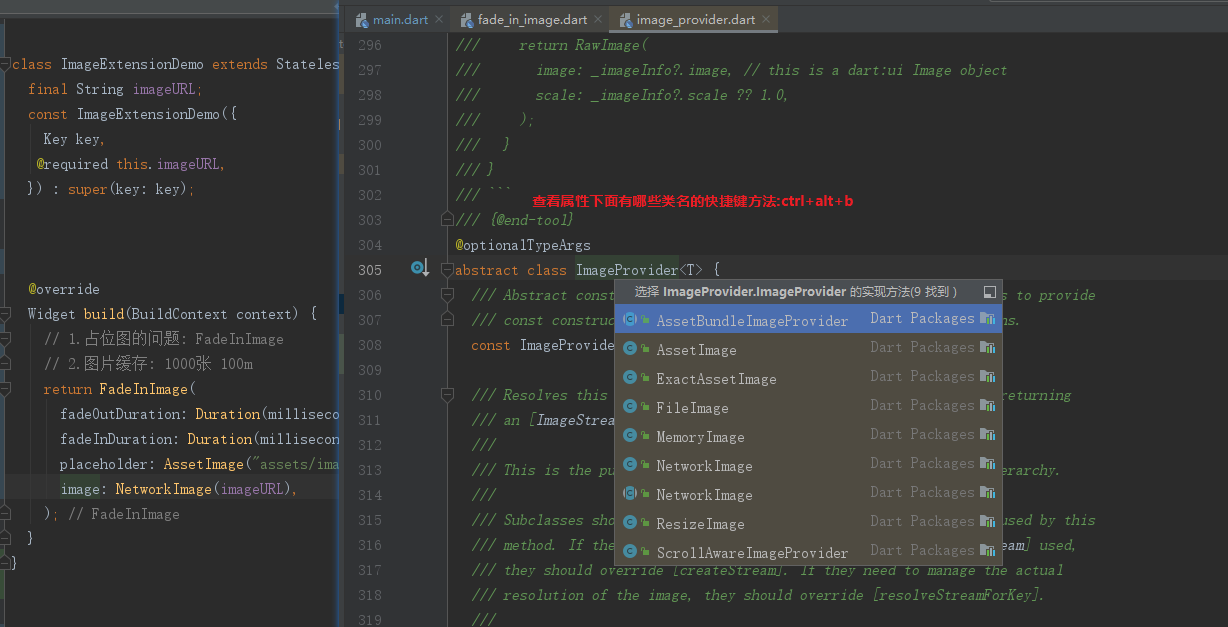 class ImageExtensionDemo extends Stateles
final String imageURL;
const ImageExtensionDemo({
Key key,
@required this.imageURL,
}) : super(key: key);
@override
Widget build(BuildContext context) {
// 1.占位图的问题: FadeInImage
// 2.图片缓存: 1000张 100m
return FadeInImage(
fadeOutDuration: Duration(milliseco
fadeInDuration: Duration(millisecon
placeholder: AssetImage("assets/ima
image: NetworkImage(imageURL),
); // FadeInImage
}
}
main.dart × fade_in_image.dart × image_provider.dart ×
296 /// return RawImage(
297 /// image: _imageInfo?.image, // this is a dart:ui Image object
298 /// scale: _imageInfo?.scale ?? 1.0,
299 /// );
300 /// }
301 /// }
302 /// ```
查看属性下面有哪些类名的快捷键方法:ctrl+alt+b
303 /// {@end-tool}
304 @optionalTypeArgs
305 abstract class ImageProvider<T> {
306 /// Abstract const s to provide
307 /// const construc ns.
308 const ImageProvide
309
310 /// Resolves this eturning
311 /// an [ImageStrea
312 ///
313 /// This is the pu erarchy.
314 ///
315 /// Subclasses sho used by this
316 /// method. If the eam] used,
317 /// they should override [createStream]. If they need to manage the actual
318 /// resolution of the image, they should override [resolveStreamForKey].
319 ///
选择 ImageProvider.ImageProvider 的实现方法(9 找到 )
AssetBundleImageProvider Dart Packages
AssetImage Dart Packages
ExactAssetImage Dart Packages
FileImage Dart Packages
MemoryImage Dart Packages
NetworkImage Dart Packages
NetworkImage Dart Packages
ResizeImage Dart Packages
ScrollAwareImageProvider Dart Packages